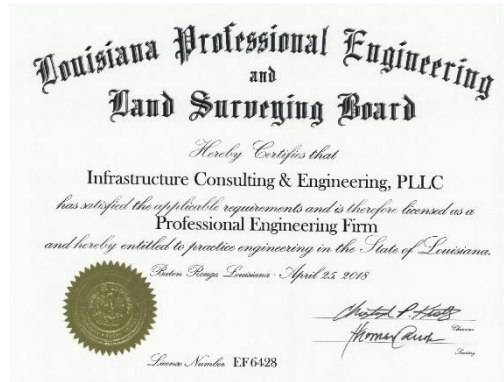 Louisiana Professional Engineering
and
Land Surveying Board
Hereby Certifies that
Infrastructure Consulting & Engineering, PLLC
has satisfied the applicable requirements and is therefore licensed as a
Professional Engineering Firm
and hereby entitled to practice engineering in the State of Louisiana.
Baton Rouge Louisiana - April 25, 2018
Chairman
Secretary
License Number EF6428